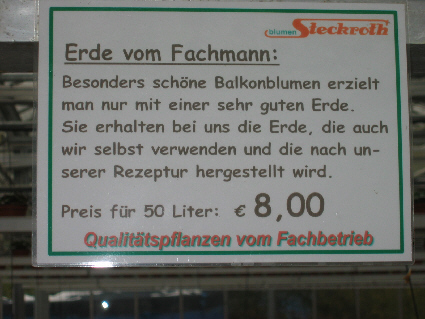 blumen Steckroth
Erde vom Fachmann:
Besonders schöne Balkonblumen erzielt
man nur mit einer sehr guten Erde.
Sie erhalten bei uns die Erde, die auch
wir selbst verwenden und die nach un-
serer Rezeptur hergestellt wird.
Preis für 50 Liter: € 8,00
Qualitätspflanzen vom Fachbetrieb